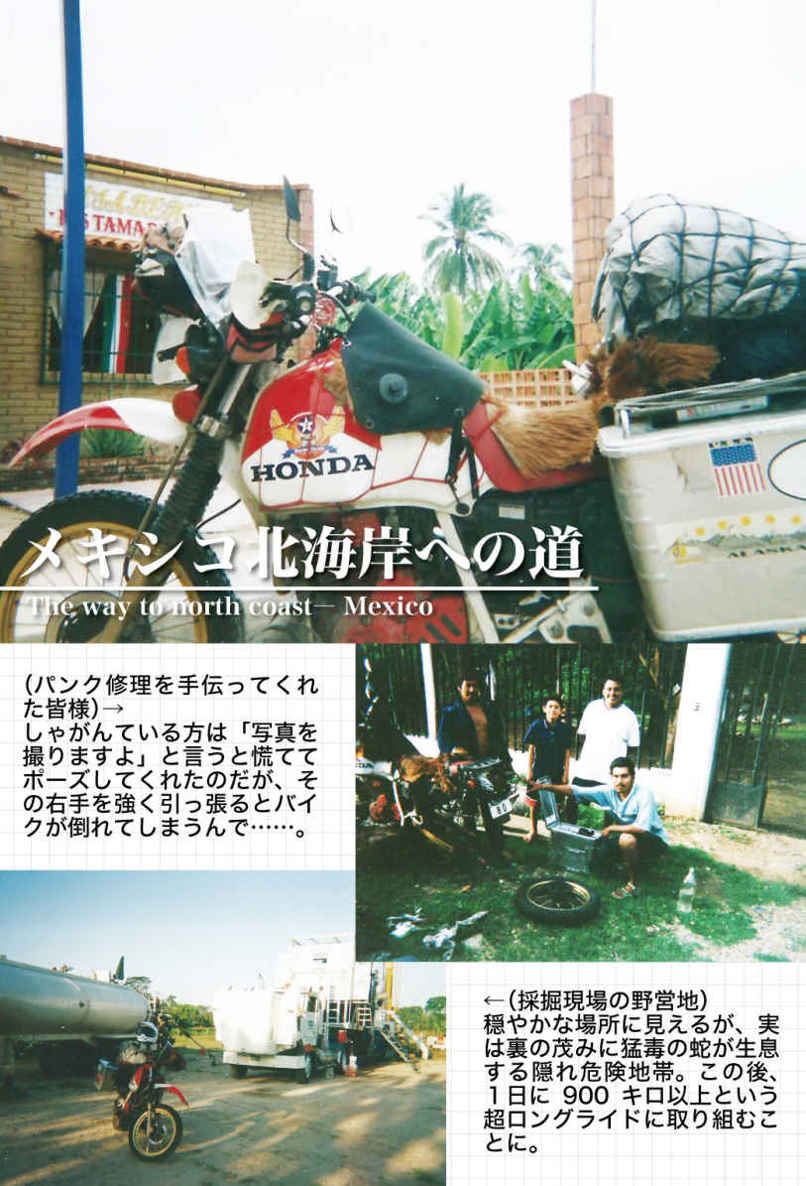 TAMA
HONDA
ALASKA
メキシコ北海岸への道
The way to north coast― Mexico
(パンク修理を手伝ってくれ
た皆様)→
しゃがんている方は「写真を
撮りますよ」と言うと慌てて
ポーズしてくれたのだが、そ
の右手を強く引っ張るとバイ
クが倒れてしまうんで……。
←(採掘現場の野営地)
穏やかな場所に見えるが、実
は裏の茂みに猛毒の蛇が生息
する隠れ危険地帯。この後、
1日に 900 キロ以上という
超ロングライドに取り組むこ
とに。